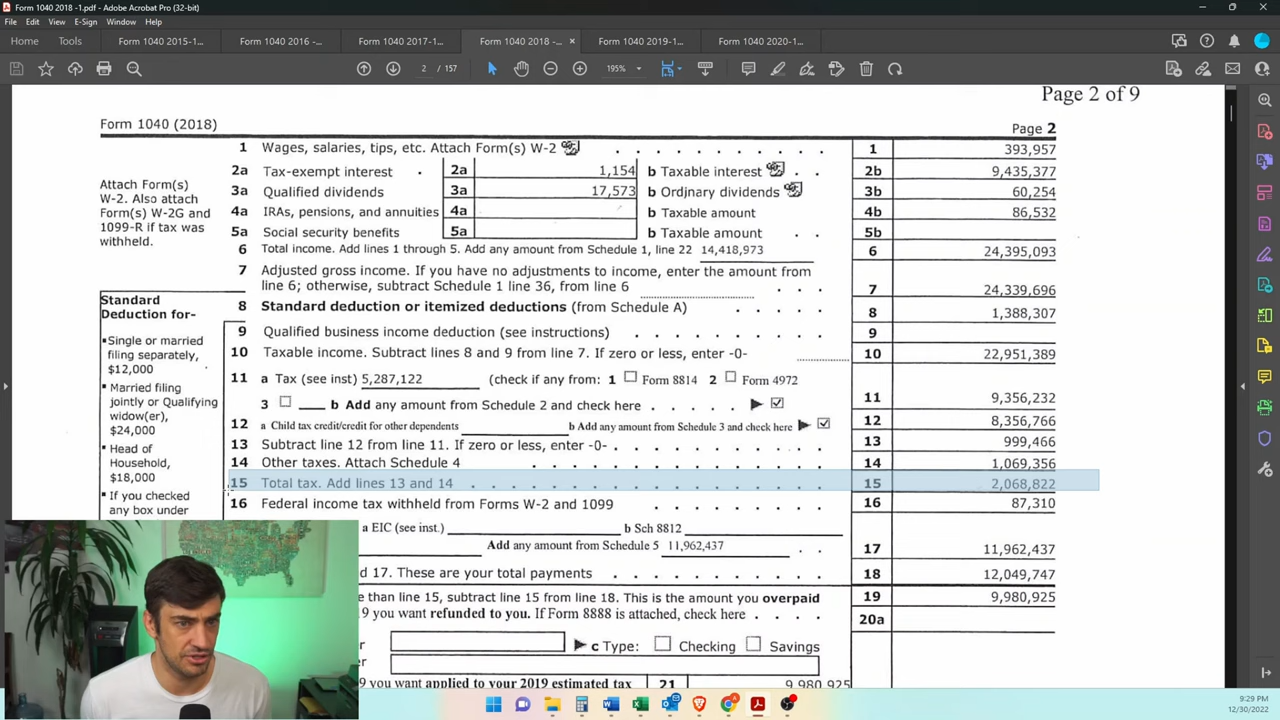 Form 1040 2018 -1.pdf - Adobe Acrobat Pro (32-bit)
File Edit View E-Sign Window Help
Home Tools Form 1040 2015-1... Form 1040 2016 -... Form 1040 2017-1... Form 1040 2018 -... Form 1040 2019-1... Form 1040 2020-1...
2 / 157 195%
Page 2 of 9
Form 1040 (2018) Page 2
1 Wages, salaries, tips, etc. Attach Form(s) W-2 1 393,957
2a Tax-exempt interest 2a 1,154 b Taxable interest 2b 9,435,377
3a Qualified dividends 3a 17,573 b Ordinary dividends 3b 60,254
4a IRAs, pensions, and annuities 4a b Taxable amount 4b 86,532
5a Social security benefits 5a b Taxable amount 5b
Attach Form(s)
W-2. Also attach
Form(s) W-2G and
1099-R if tax was
withheld.
6 Total income. Add lines 1 through 5. Add any amount from Schedule 1, line 22 14,418,973 6 24,395,093
7 Adjusted gross income. If you have no adjustments to income, enter the amount from
line 6; otherwise, subtract Schedule 1 line 36, from line 6 7 24,339,696
8 Standard deduction or itemized deductions (from Schedule A) 8 1,388,307
9 Qualified business income deduction (see instructions) 9
10 Taxable income. Subtract lines 8 and 9 from line 7. If zero or less, enter -0- 10 22,951,389
11 a Tax (see inst) 5,287,122 (check if any from: 1 Form 8814 2 Form 4972
3 b Add any amount from Schedule 2 and check here 11 9,356,232
12 a Child tax credit/credit for other dependents b Add any amount from Schedule 3 and check here 12 8,356,766
13 Subtract line 12 from line 11. If zero or less, enter -0- 13 999,466
14 Other taxes. Attach Schedule 4 14 1,069,356
15 Total tax. Add lines 13 and 14 15 2,068,822
16 Federal income tax withheld from Forms W-2 and 1099 16 87,310
Standard
Deduction for-
Single or married
filing separately,
$12,000
Married filing
jointly or Qualifying
widow(er),
$24,000
Head of
Household,
$18,000
If you checked
any box under
a EIC (see inst.) b Sch 8812
Add any amount from Schedule 5 11,962,437 17 11,962,437
d 17. These are your total payments 18 12,049,747
than line 15, subtract line 15 from line 18. This is the amount you overpaid 19 9,980,925
19 you want refunded to you. If Form 8888 is attached, check here 20a
c Type: Checking Savings
19 you want applied to your 2019 estimated tax 21 9,980,925
9:29 PM
12/30/2022